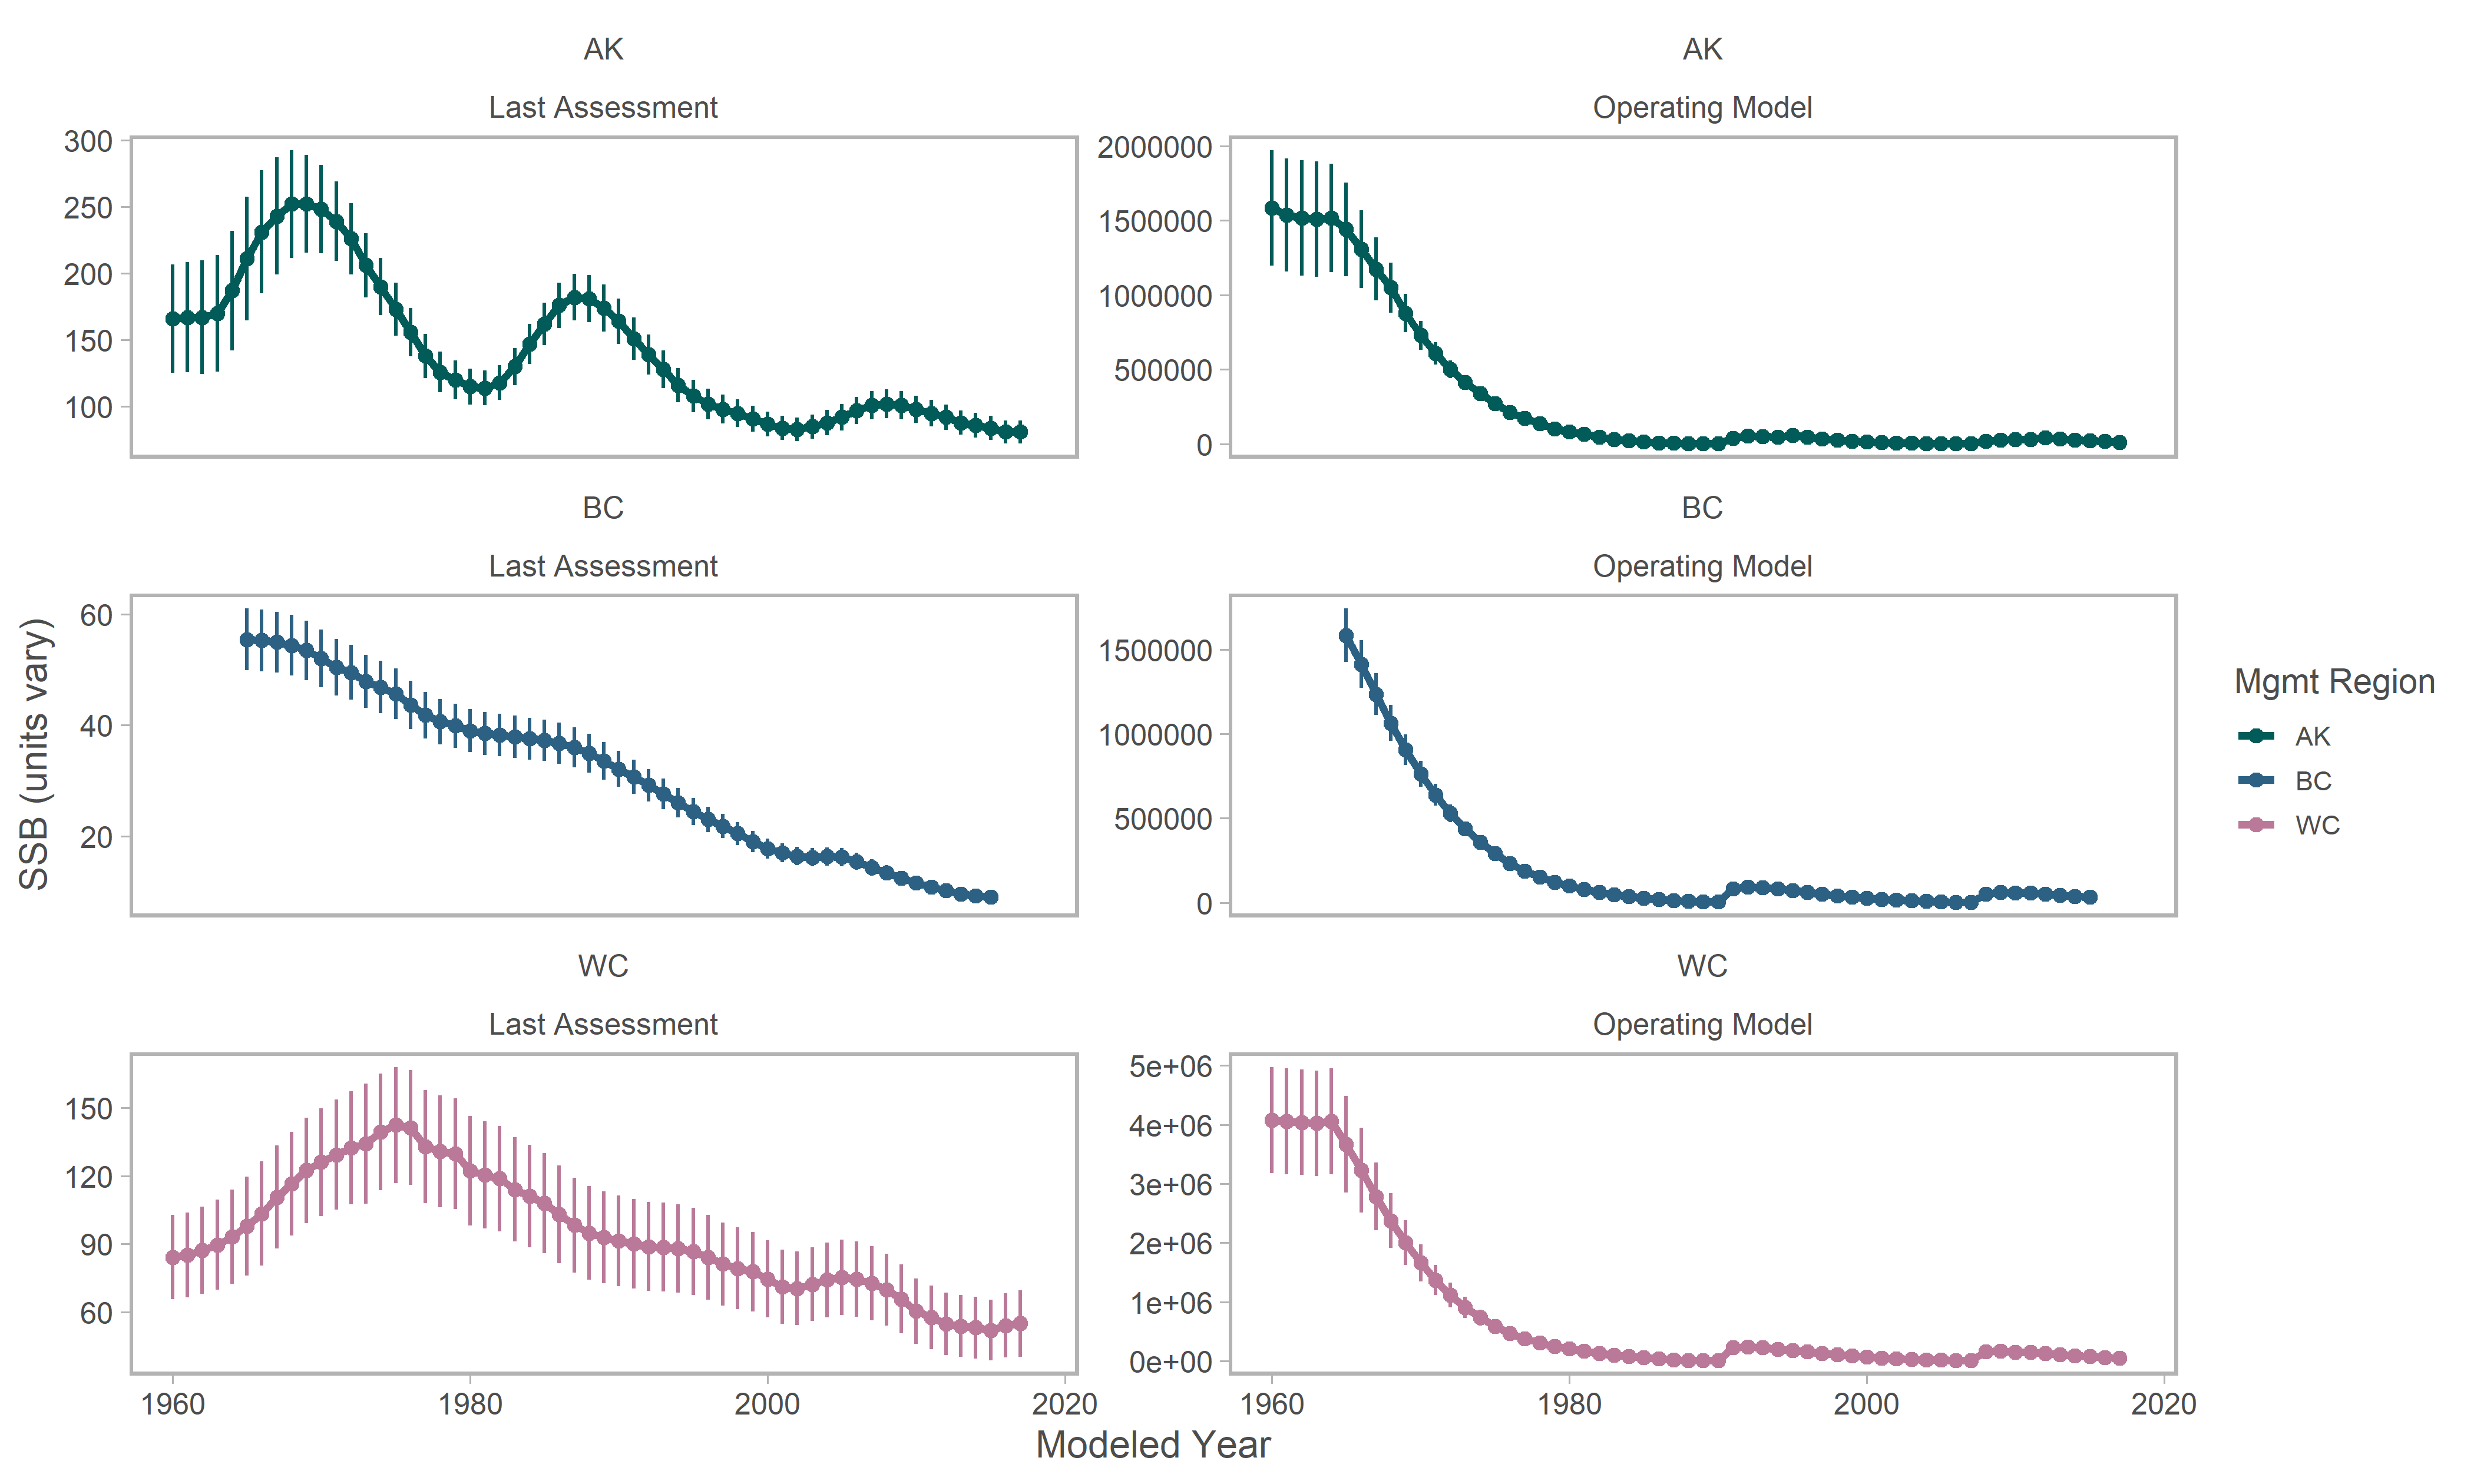 AK
Last Assessment
300
250
200
150
100
AK
Operating Model
2000000
1500000
1000000
500000
0
BC
Last Assessment
60
40
20
BC
Operating Model
1500000
1000000
500000
0
WC
Last Assessment
150
120
90
60
1960
1980
2000
2020
WC
Operating Model
5e+06
4e+06
3e+06
2e+06
1e+06
0e+00
1960
1980
2000
2020
SSB (units vary)
Modeled Year
Mgmt Region
AK
BC
WC